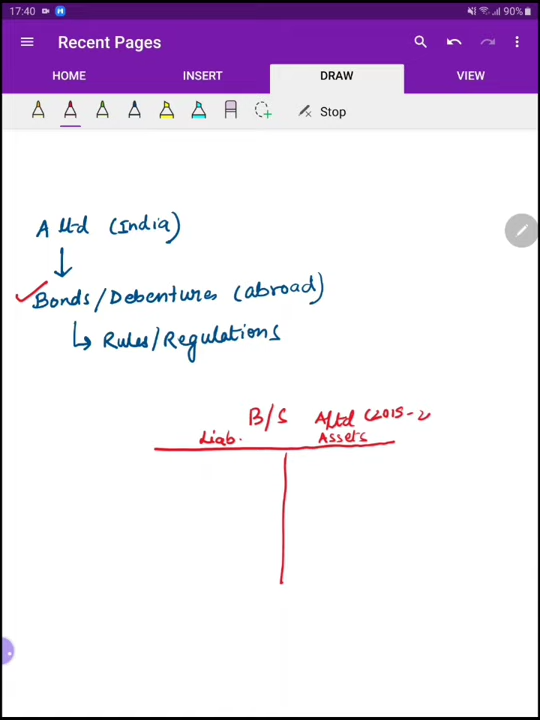 17:40 90%
Recent Pages
HOME INSERT DRAW VIEW
Stop
A Ltd (India)
Bonds/Debentures (abroad)
Rules/Regulations
B/S A Ltd (2015-2
Liab. Assets